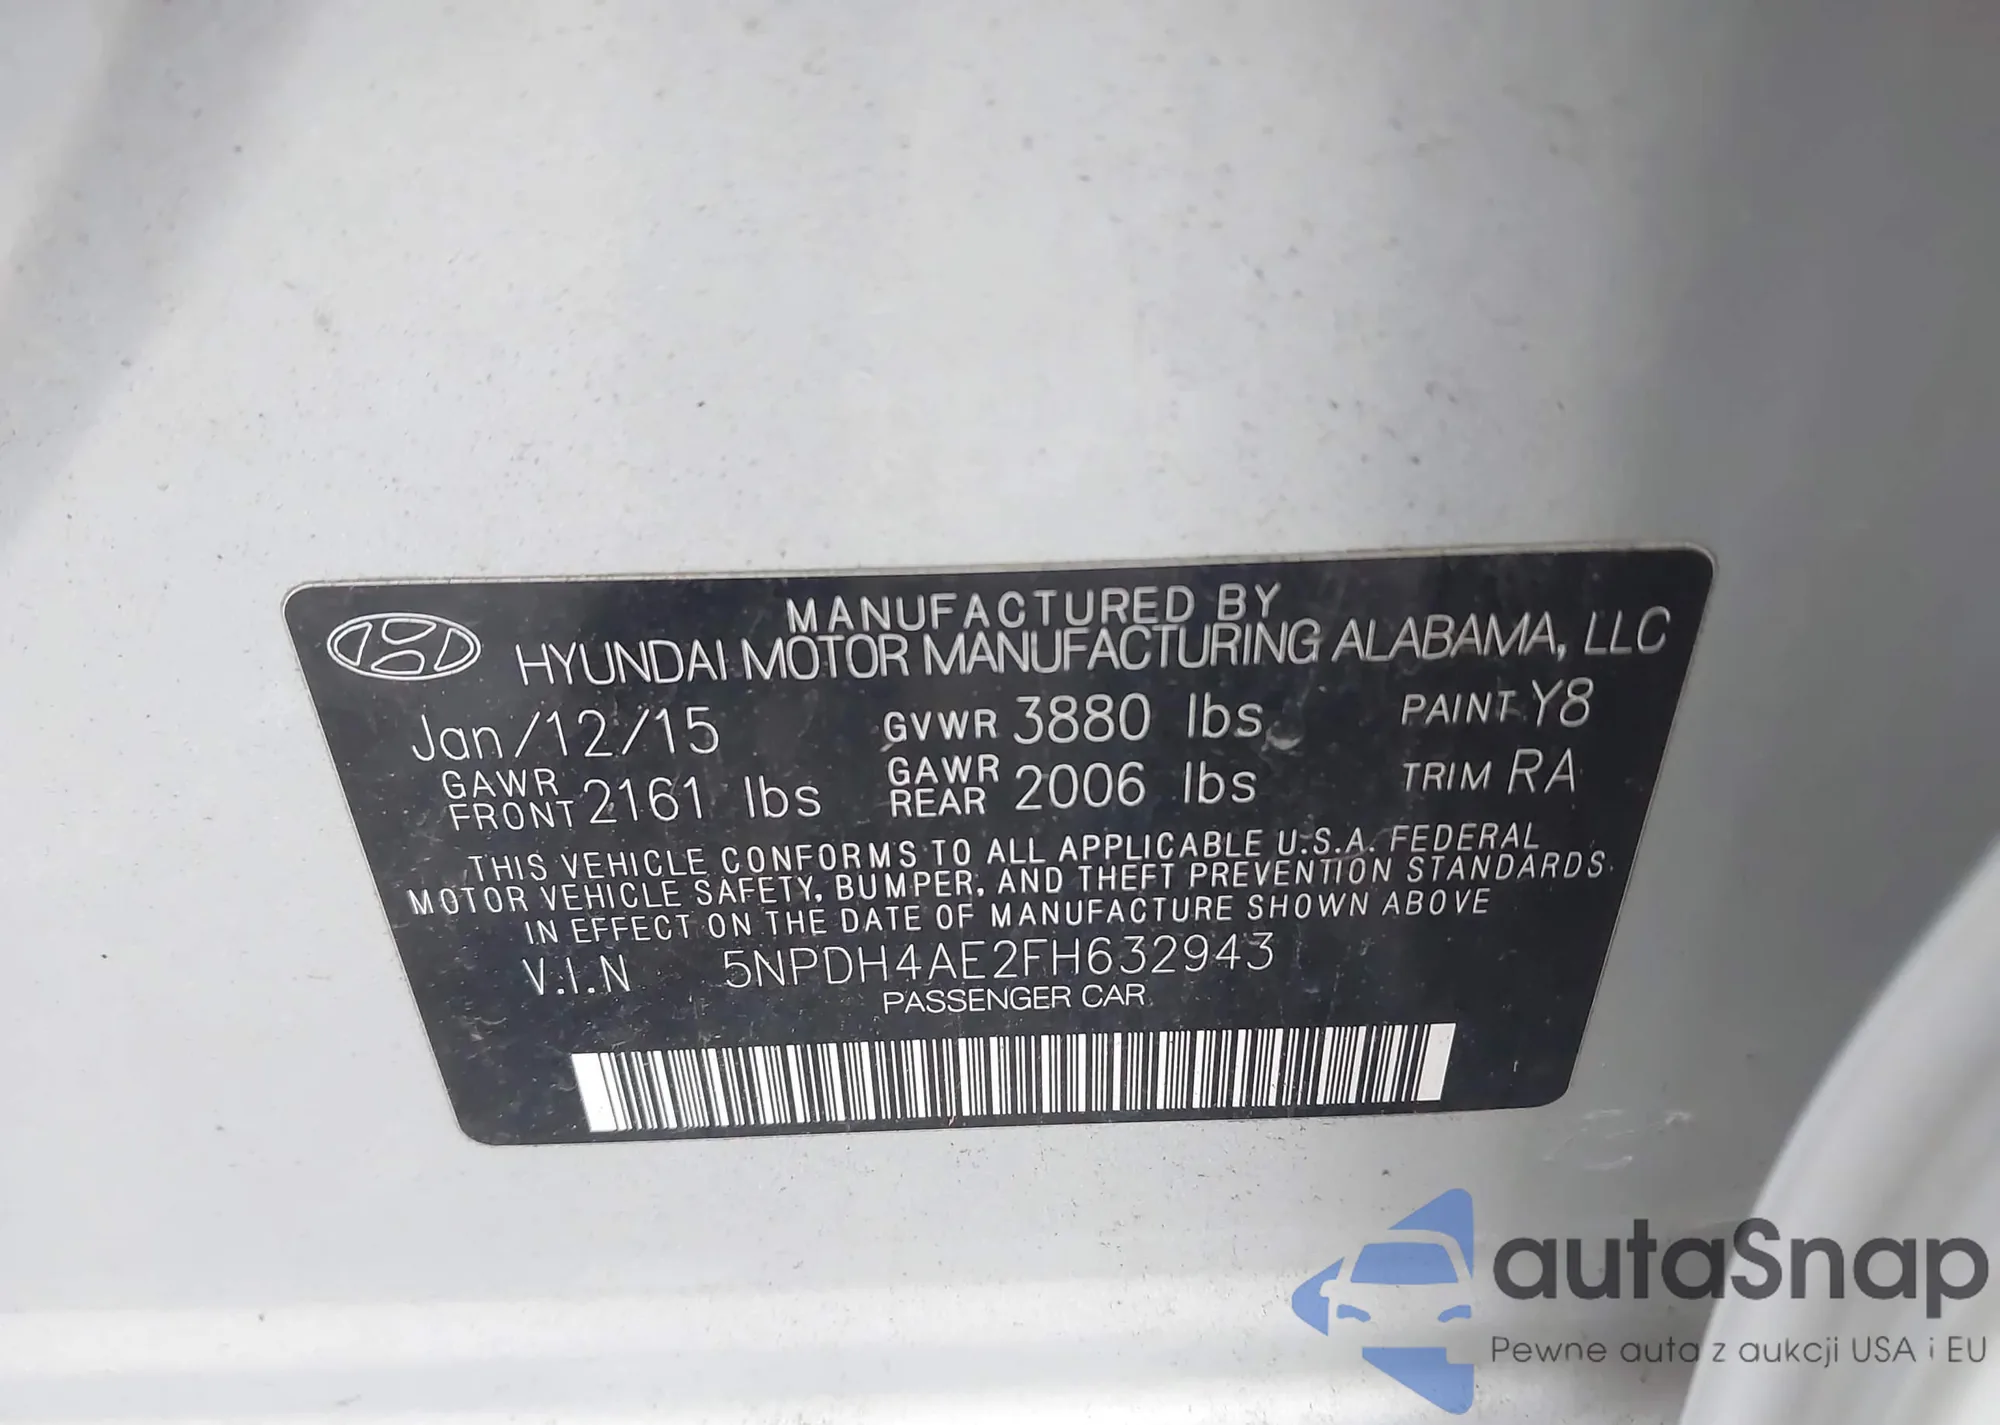 MANUFACTURED BY
HYUNDAI MOTOR MANUFACTURING ALABAMA, LLC
Jan/12/15 GVWR 3880 lbs PAINT Y8
GAWR FRONT 2161 lbs GAWR REAR 2006 lbs TRIM RA
THIS VEHICLE CONFORMS TO ALL APPLICABLE U.S.A. FEDERAL
MOTOR VEHICLE SAFETY, BUMPER, AND THEFT PREVENTION STANDARDS
IN EFFECT ON THE DATE OF MANUFACTURE SHOWN ABOVE
V.I.N 5NPDH4AE2FH632943
PASSENGER CAR
autaSnap
Pewne auta z aukcji USA i EU